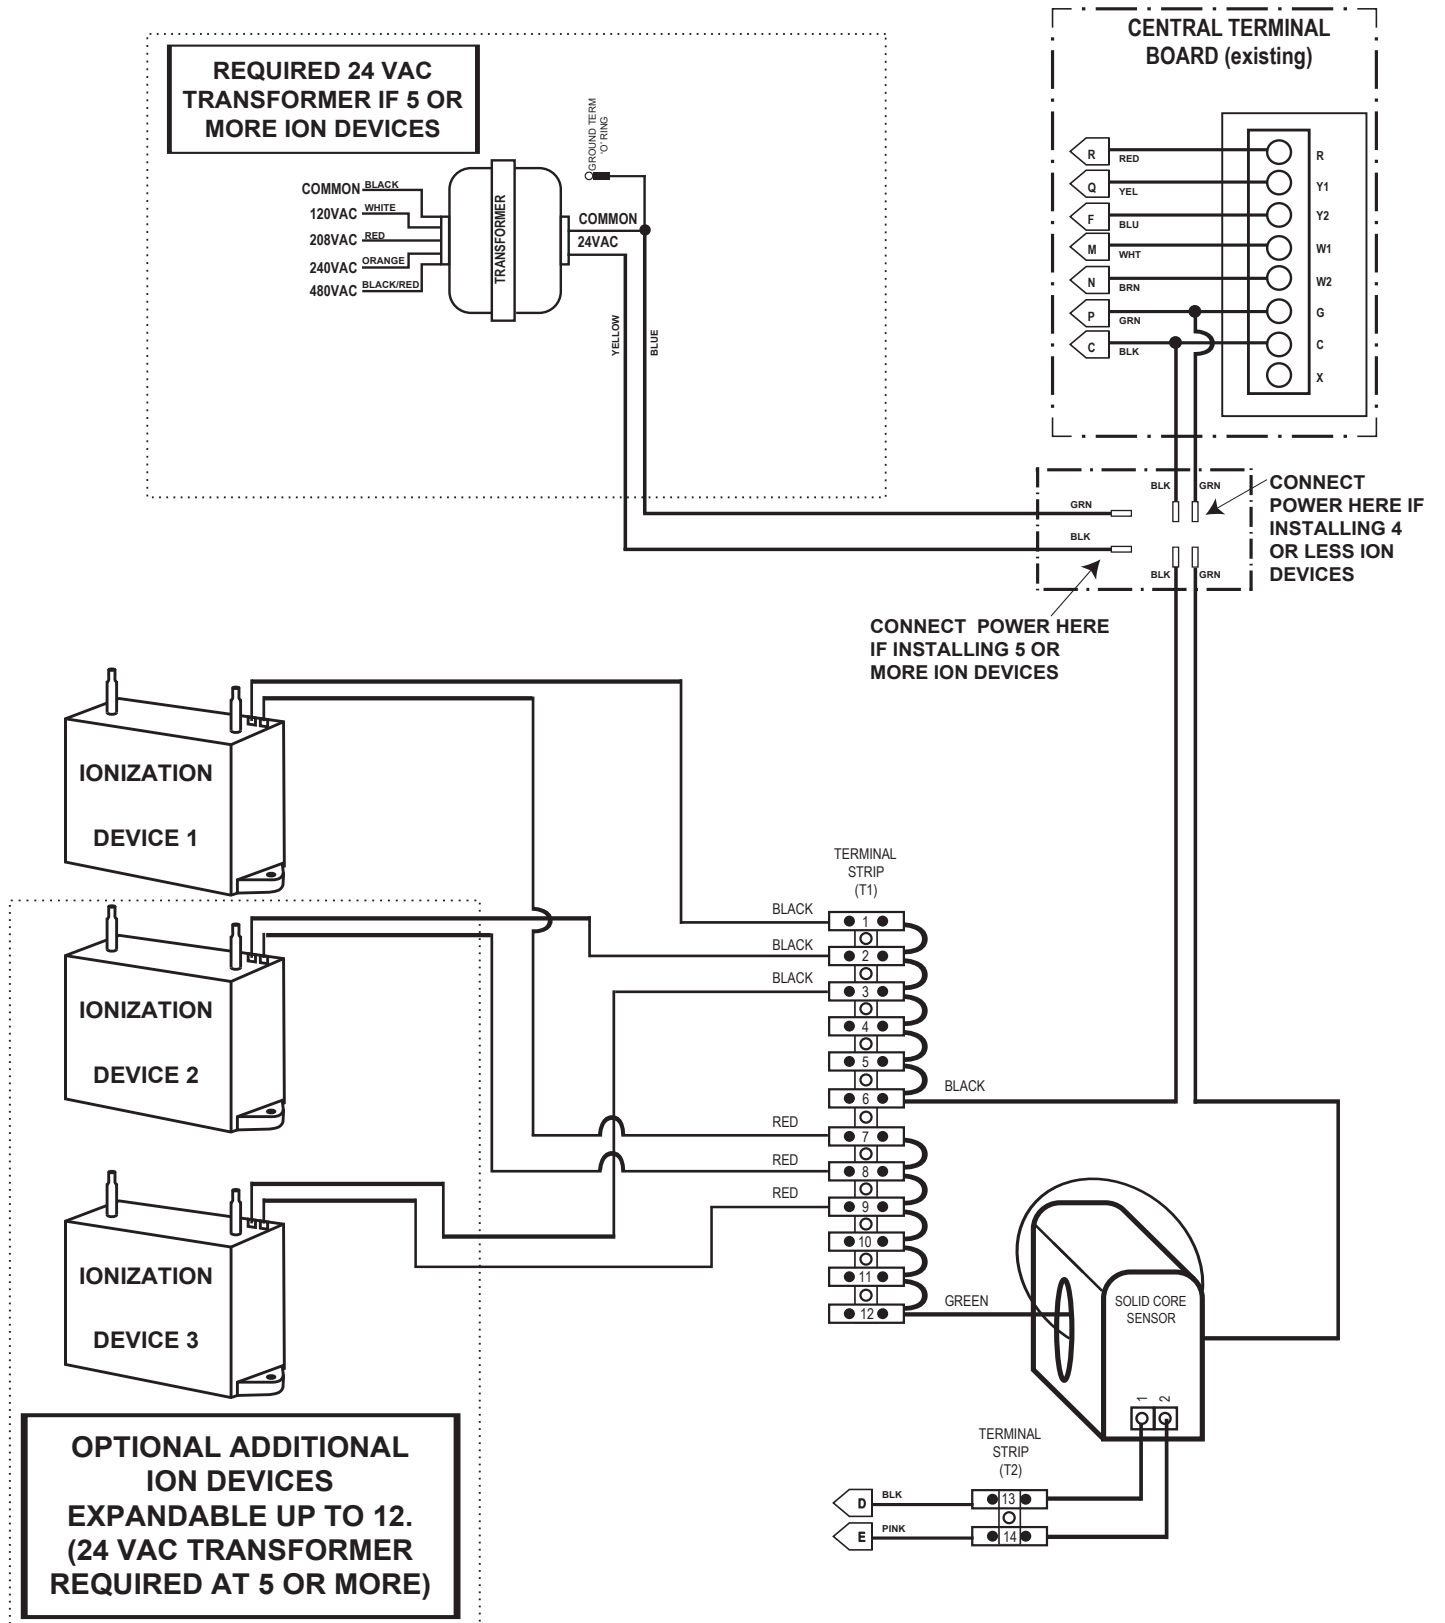 REQUIRED 24 VAC
TRANSFORMER IF 5 OR
MORE ION DEVICES
GROUND TERM
'O' RING
COMMON
BLACK
120VAC
WHITE
208VAC
RED
240VAC
ORANGE
480VAC
BLACK/RED
TRANSFORMER
COMMON
24VAC
YELLOW
BLUE
CENTRAL TERMINAL
BOARD (existing)
R
RED
R
Q
YEL
Y1
F
BLU
Y2
M
WHT
W1
N
BRN
W2
P
GRN
G
C
BLK
C
X
BLK
GRN
GRN
BLK
BLK
GRN
CONNECT
POWER HERE IF
INSTALLING 4
OR LESS ION
DEVICES
CONNECT POWER HERE
IF INSTALLING 5 OR
MORE ION DEVICES
IONIZATION
DEVICE 1
IONIZATION
DEVICE 2
IONIZATION
DEVICE 3
OPTIONAL ADDITIONAL
ION DEVICES
EXPANDABLE UP TO 12.
(24 VAC TRANSFORMER
REQUIRED AT 5 OR MORE)
TERMINAL
STRIP
(T1)
BLACK
1
BLACK
2
BLACK
3
4
5
6
BLACK
RED
7
RED
8
RED
9
10
11
12
GREEN
SOLID CORE
SENSOR
1
2
TERMINAL
STRIP
(T2)
D
BLK
13
E
PINK
14